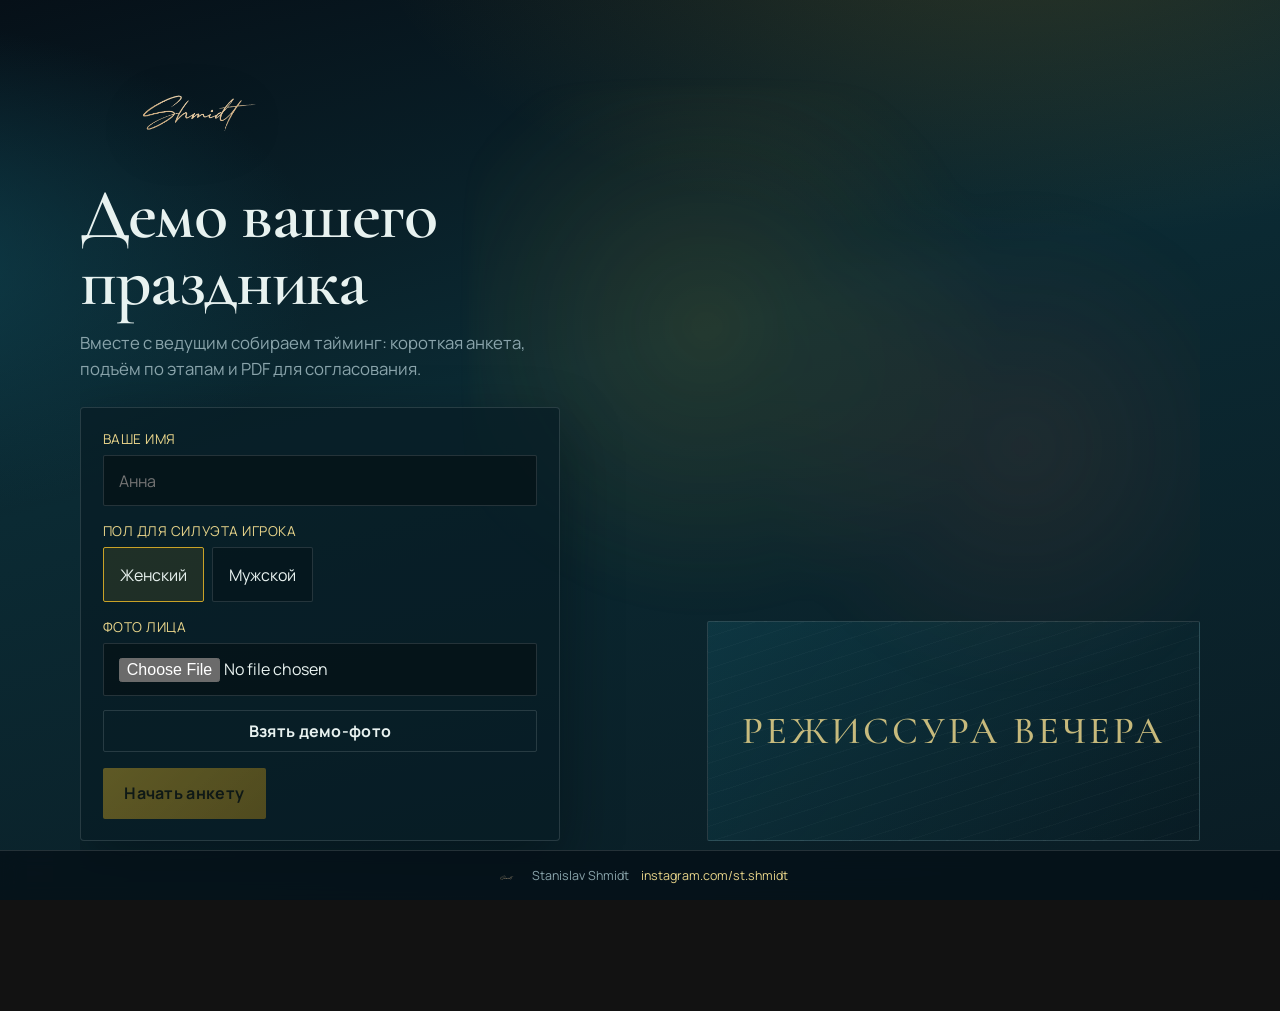 Shmidt
Демо вашего
праздника
Вместе с ведущим собираем тайминг: короткая анкета,
подъём по этапам и PDF для согласования.
ВАШЕ ИМЯ
Анна
ПОЛ ДЛЯ СИЛУЭТА ИГРОКА
Женский Мужской
ФОТО ЛИЦА
Choose File No file chosen
Взять демо-фото
Начать анкету
РЕЖИССУРА ВЕЧЕРА
Stanislav Shmidt instagram.com/st.shmidt